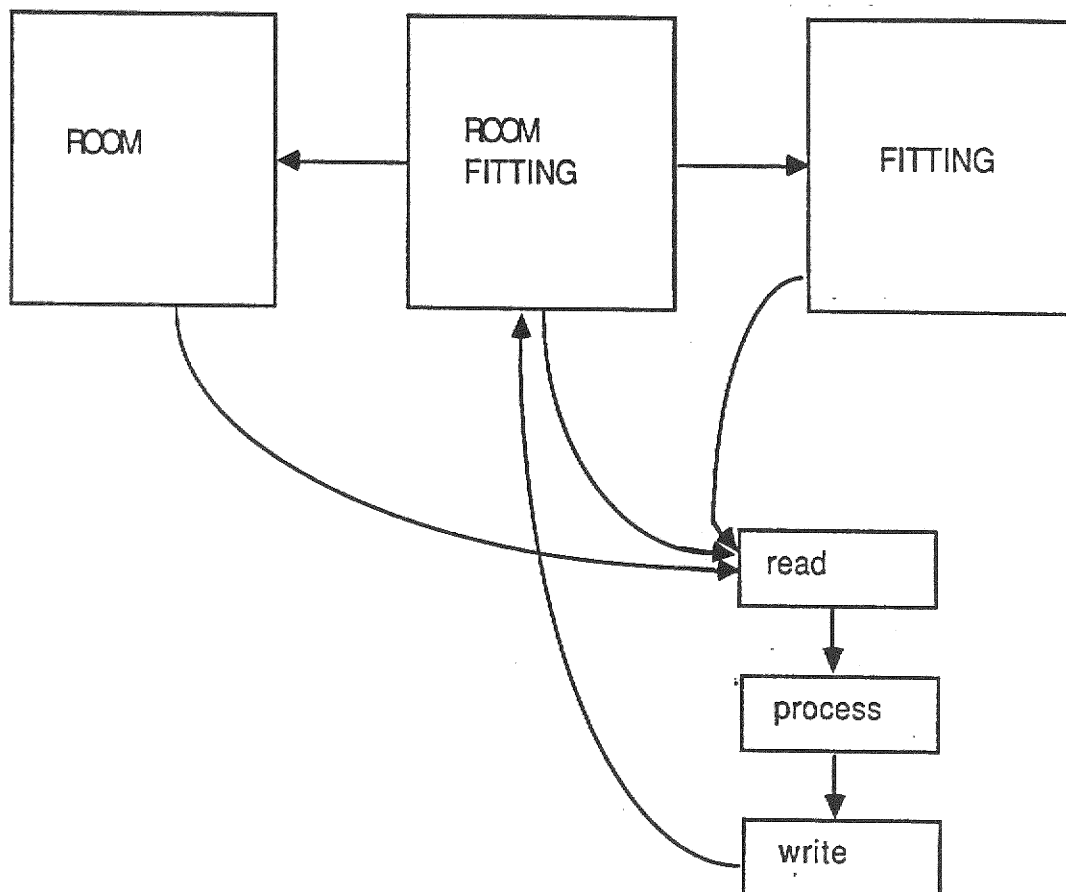 ROOM
ROOM
FITTING
FITTING
read
process
write